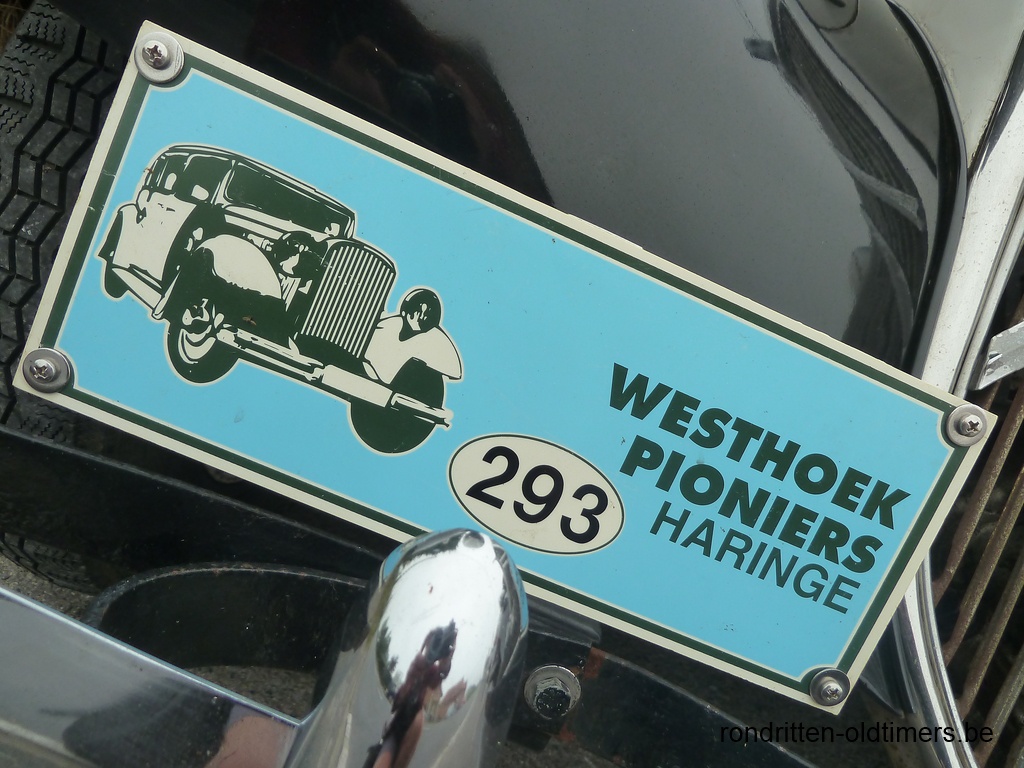 WESTHOEK
PIONIERS
HARINGE
293
rondritten-oldtimers.be